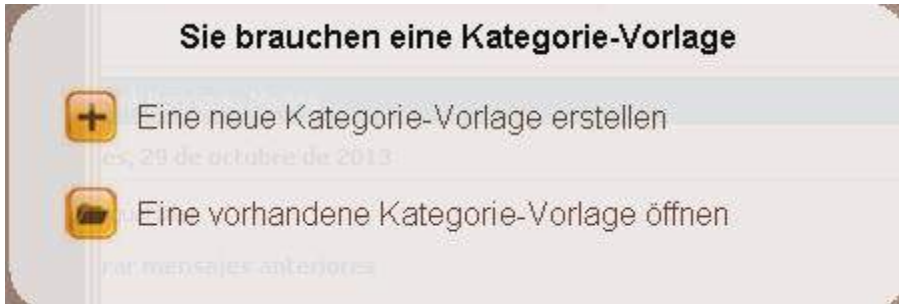 Sie brauchen eine Kategorie-Vorlage
Eine neue Kategorie-Vorlage erstellen
es, 29 de octubre de 2013
Eine vorhandene Kategorie-Vorlage öffnen
rar mensajes anteriores